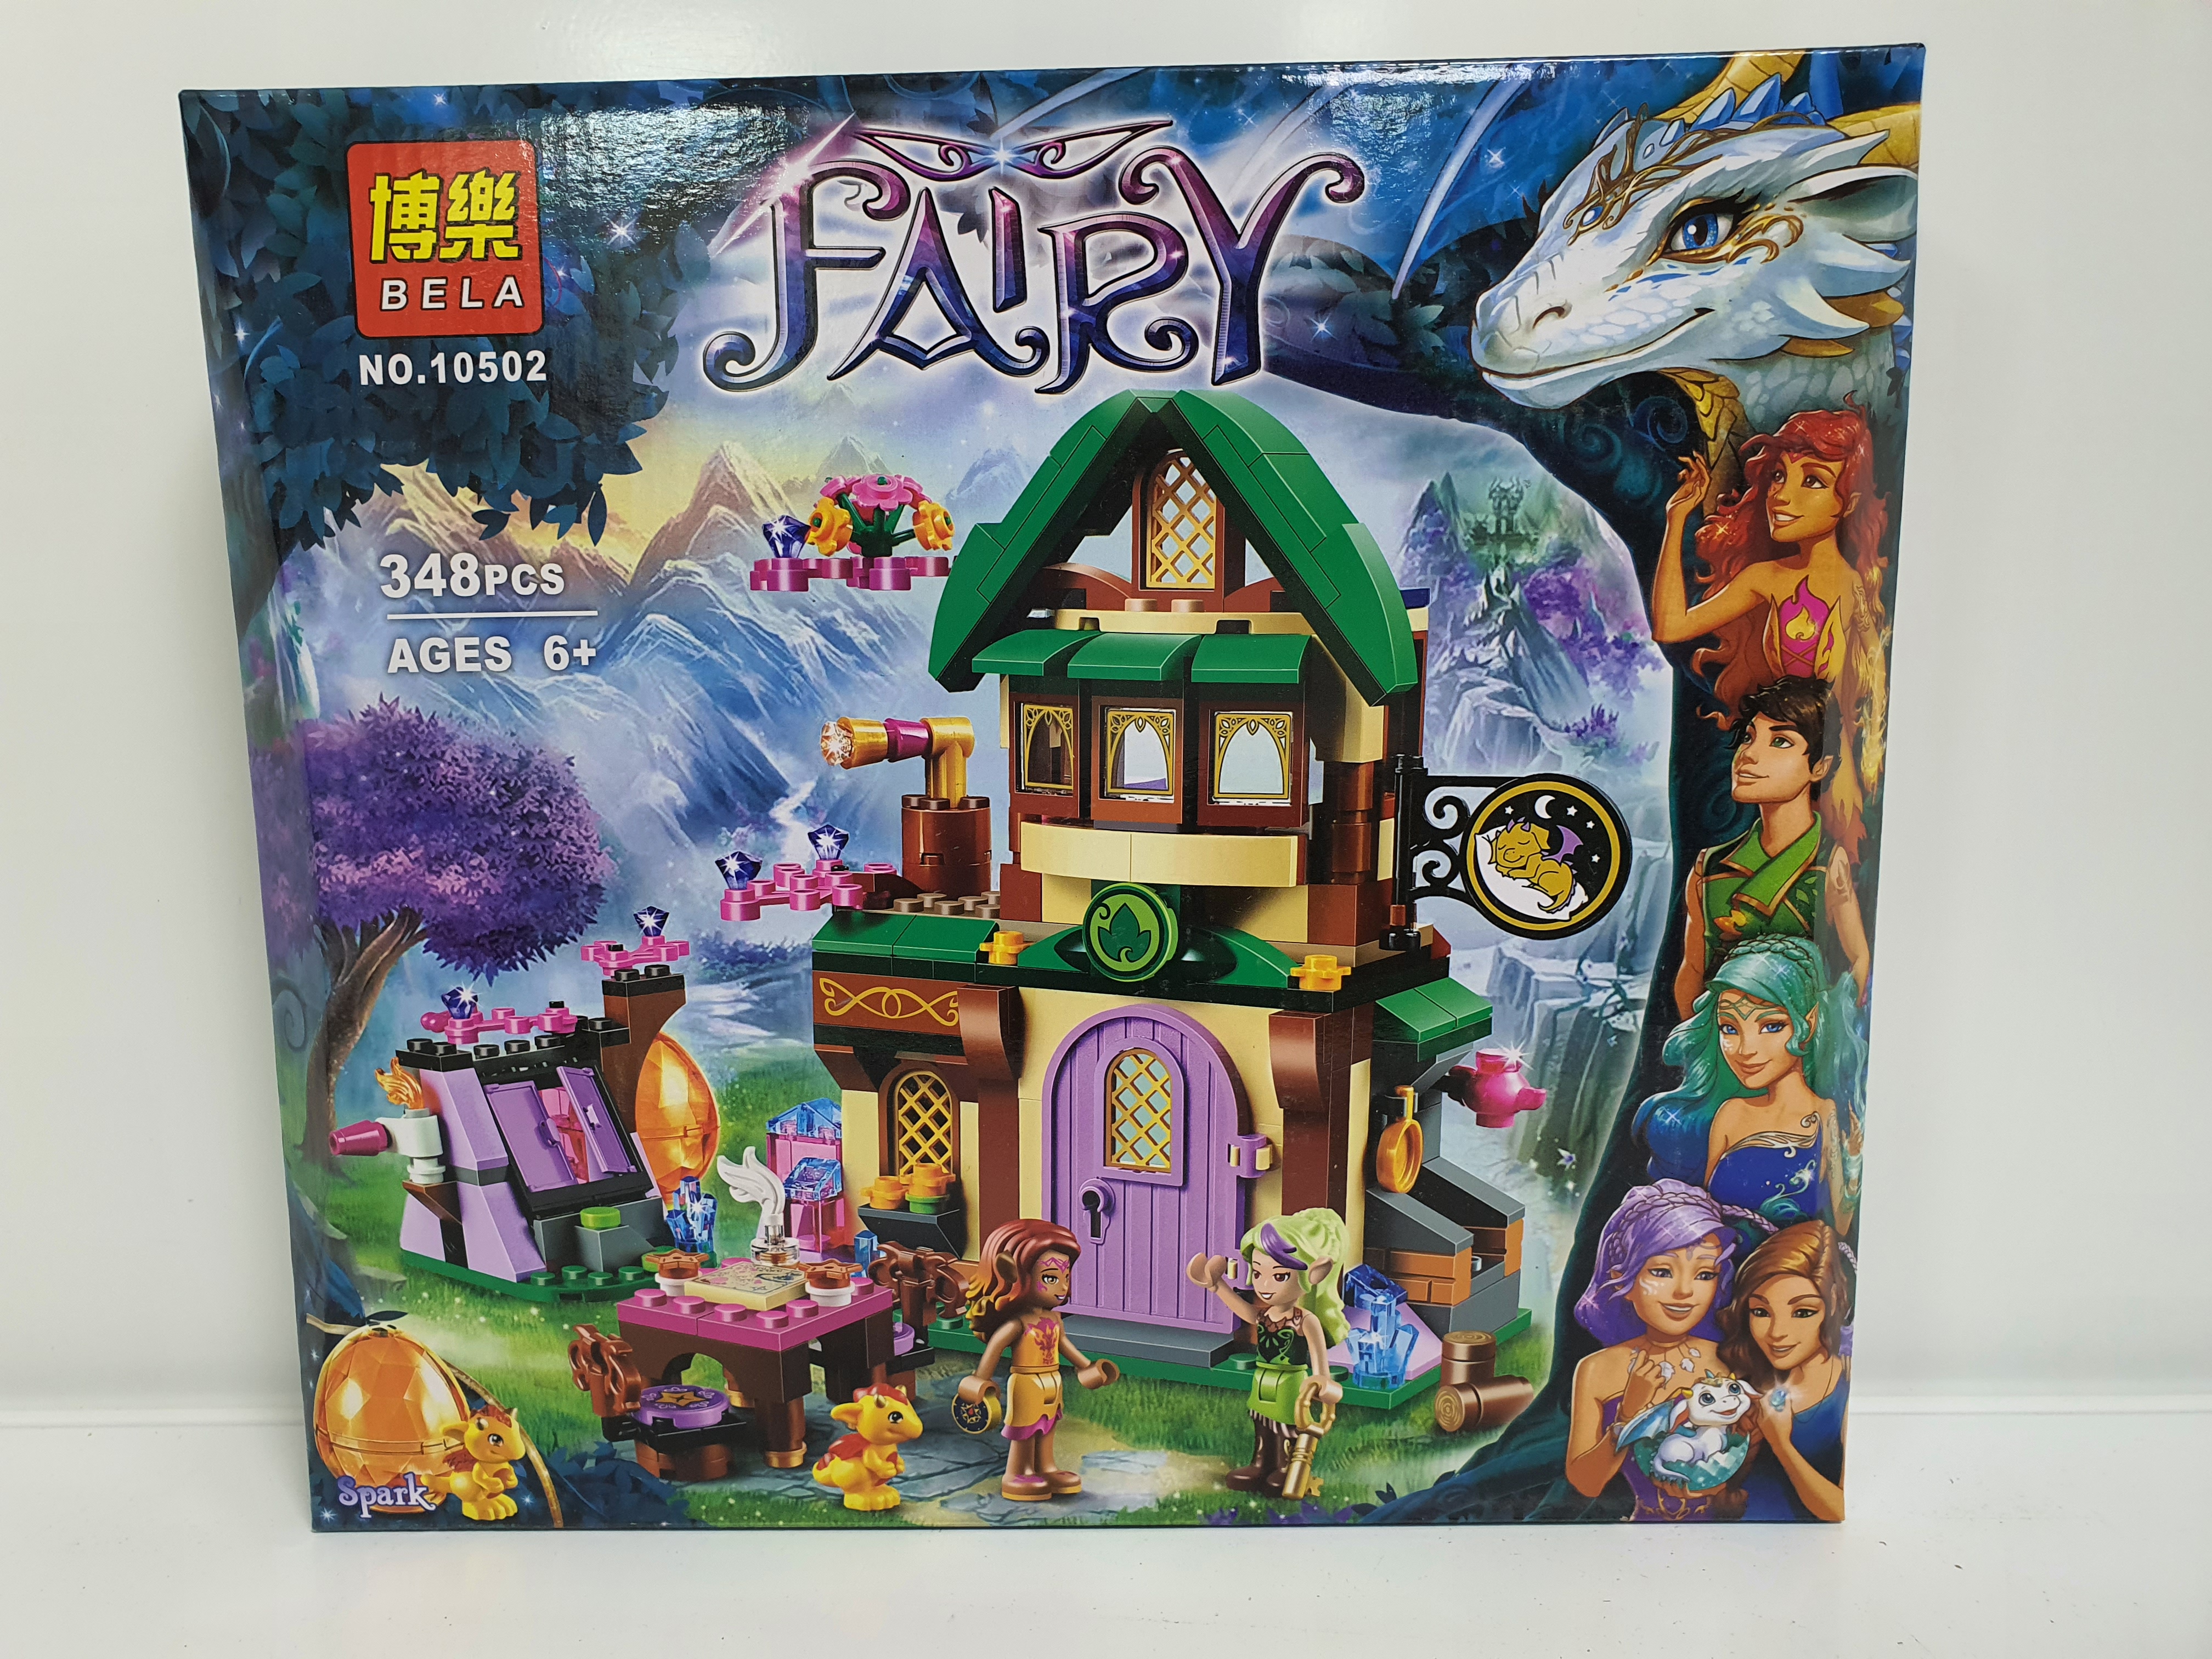 博樂
BELA
NO.10502
FAIRY
348PCS
AGES 6+
Spark